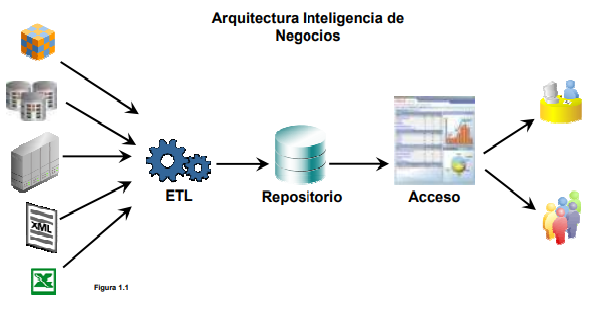 Arquitectura Inteligencia de
Negocios
XML
ETL
Repositorio
Acceso
Figura 1.1